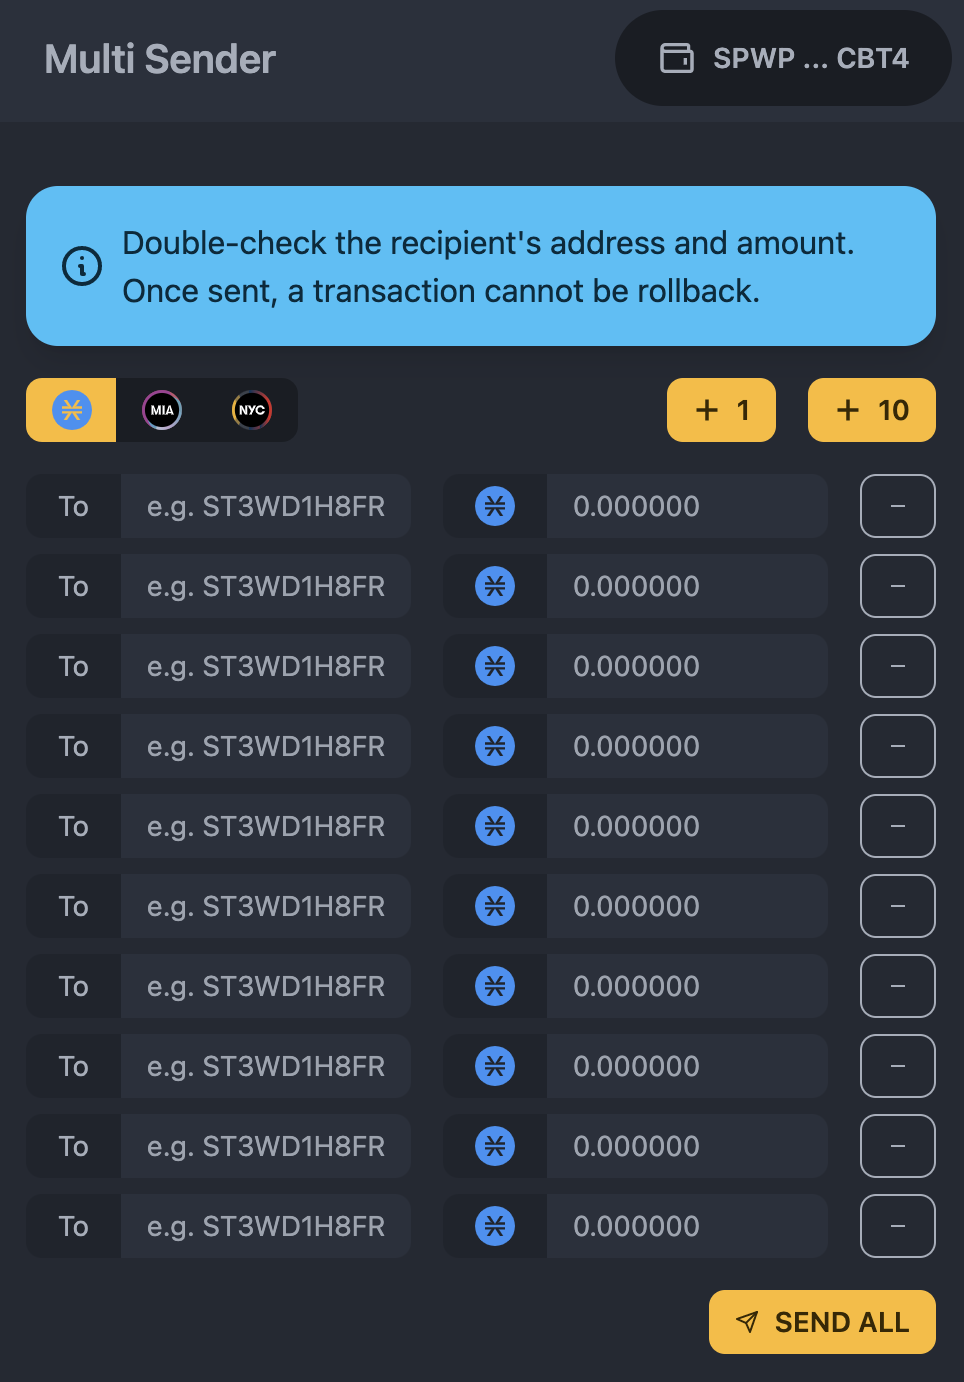 Multi Sender
SPWP ... CBT4
Double-check the recipient's address and amount.
Once sent, a transaction cannot be rollback.
MIA NYC + 1 + 10
To e.g. ST3WD1H8FR 0.000000 –
To e.g. ST3WD1H8FR 0.000000 –
To e.g. ST3WD1H8FR 0.000000 –
To e.g. ST3WD1H8FR 0.000000 –
To e.g. ST3WD1H8FR 0.000000 –
To e.g. ST3WD1H8FR 0.000000 –
To e.g. ST3WD1H8FR 0.000000 –
To e.g. ST3WD1H8FR 0.000000 –
To e.g. ST3WD1H8FR 0.000000 –
To e.g. ST3WD1H8FR 0.000000 –
SEND ALL